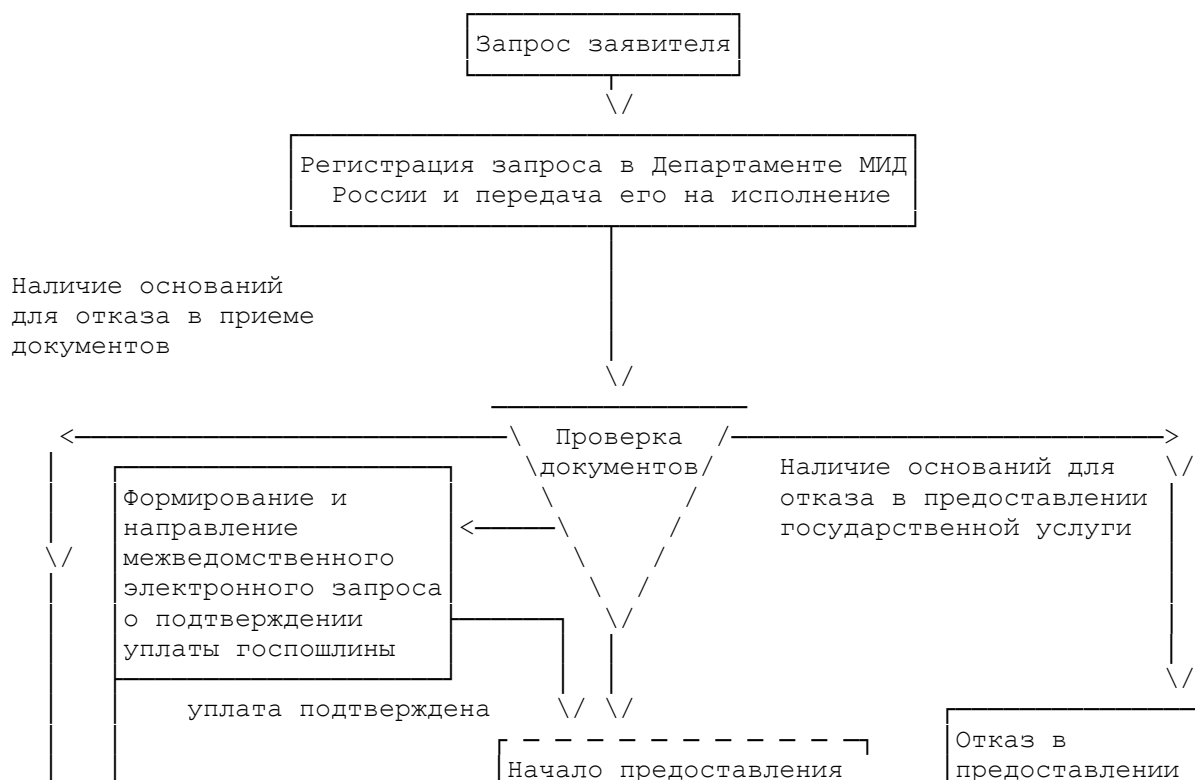 Запрос заявителя
Регистрация запроса в Департаменте МИД
России и передача его на исполнение
Наличие оснований
для отказа в приеме
документов
Проверка
документов
Наличие оснований для
отказа в предоставлении
государственной услуги
Формирование и
направление
межведомственного
электронного запроса
о подтверждении
уплаты госпошлины
уплата подтверждена
Начало предоставления
Отказ в
предоставлении